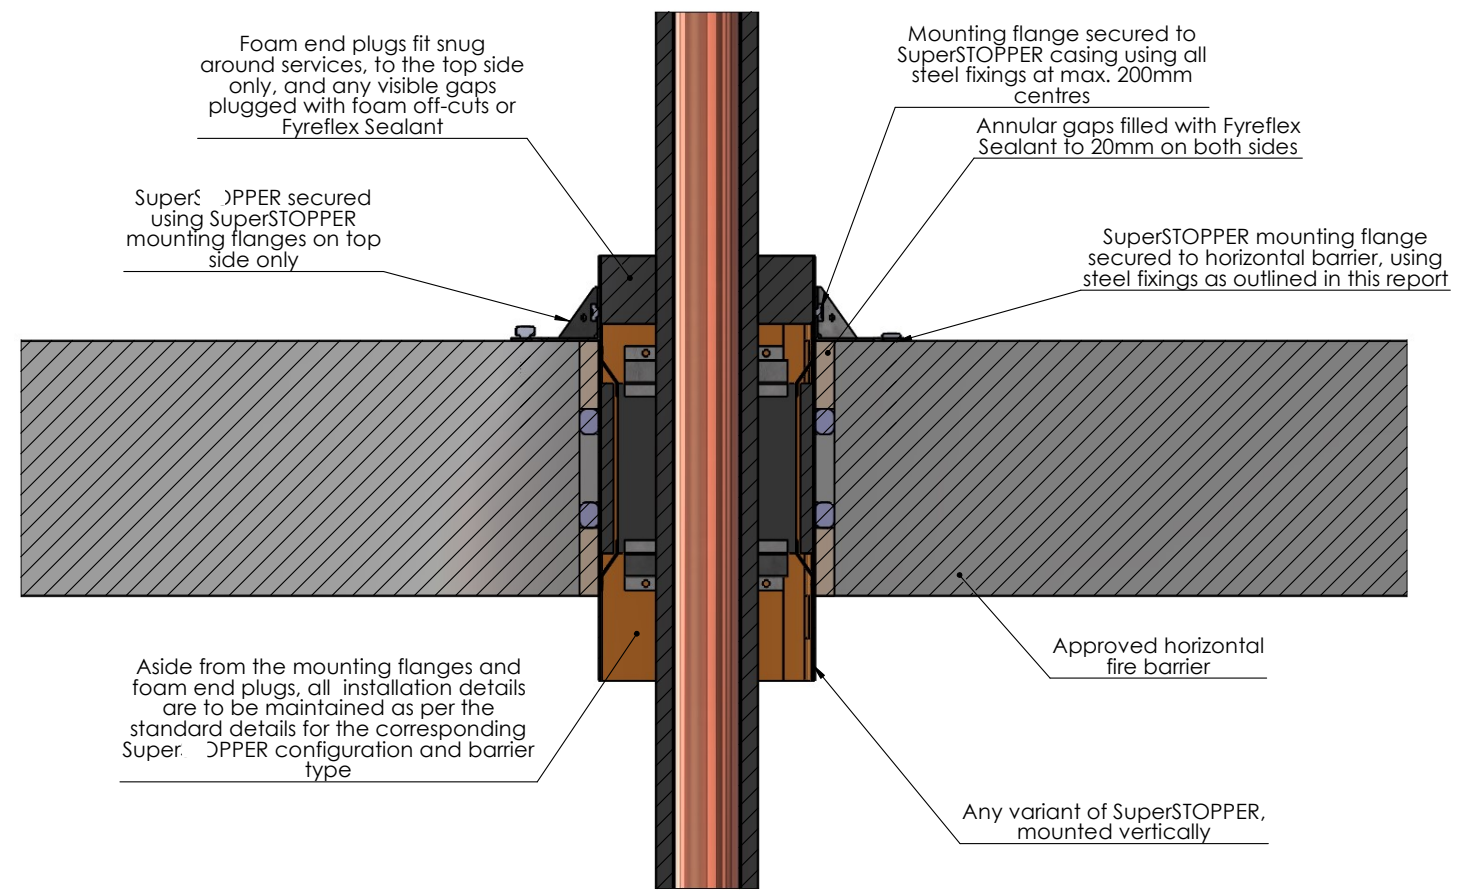 Foam end plugs fit snug
around services, to the top side
only, and any visible gaps
plugged with foam off-cuts or
Fyreflex Sealant
Mounting flange secured to
SuperSTOPPER casing using all
steel fixings at max. 200mm
centres
Annular gaps filled with Fyreflex
Sealant to 20mm on both sides
secured
using SuperSTOPPER
mounting flanges on top
side only
SuperSTOPPER mounting flange
secured to horizontal barrier, using
steel fixings as outlined in this report
Approved horizontal
fire barrier
Aside from the mounting flanges and
foam end plugs, all installation details
are to be maintained as per the
standard details for the corresponding
configuration and barrier
type
Any variant of SuperSTOPPER,
mounted vertically